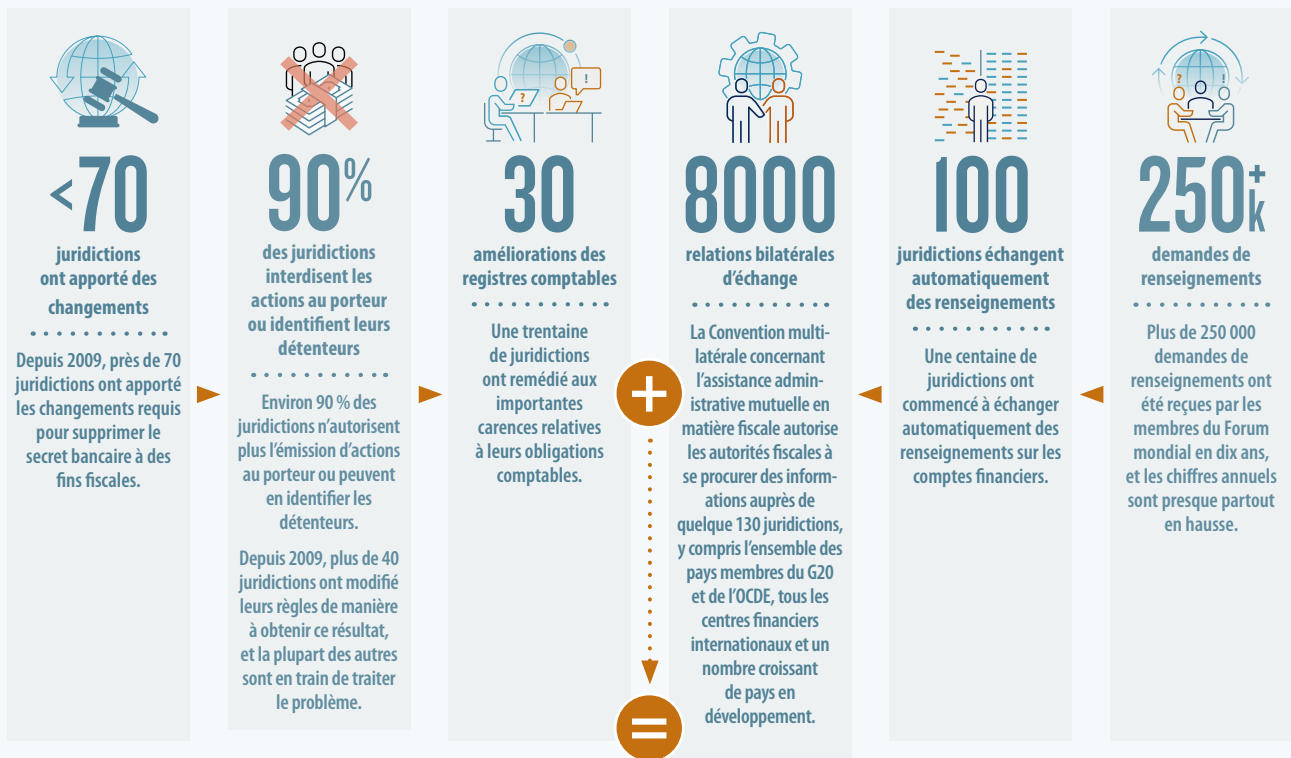 <70
juridictions
ont apporté des
changements
Depuis 2009, près de 70
juridictions ont apporté
les changements requis
pour supprimer le
secret bancaire à des
fins fiscales.
90%
des juridictions
interdisent les
actions au porteur
ou identifient leurs
détenteurs
Environ 90 % des
juridictions n'autorisent
plus l'émission d'actions
au porteur ou peuvent
en identifier les
détenteurs.
Depuis 2009, plus de 40
juridictions ont modifié
leurs règles de manière
à obtenir ce résultat,
et la plupart des autres
sont en train de traiter
le problème.
? !
30
améliorations des
registres comptables
Une trentaine
de juridictions
ont remédié aux
importantes
carences relatives
à leurs obligations
comptables.
+
=
8000
relations bilatérales
d'échange
La Convention multi-
latérale concernant
l'assistance admin-
istrative mutuelle en
matière fiscale autorise
les autorités fiscales à
se procurer des inform-
ations auprès de
quelque 130 juridictions,
y compris l'ensemble des
pays membres du G20
et de l'OCDE, tous les
centres financiers
internationaux et un
nombre croissant
de pays en
développement.
100
juridictions échangent
automatiquement
des renseignements
Une centaine de
juridictions ont
commencé à échanger
automatiquement des
renseignements sur les
comptes financiers.
? !
250k+
demandes de
renseignements
Plus de 250 000
demandes de
renseignements ont
été reçues par les
membres du Forum
mondial en dix ans,
et les chiffres annuels
sont presque partout
en hausse.